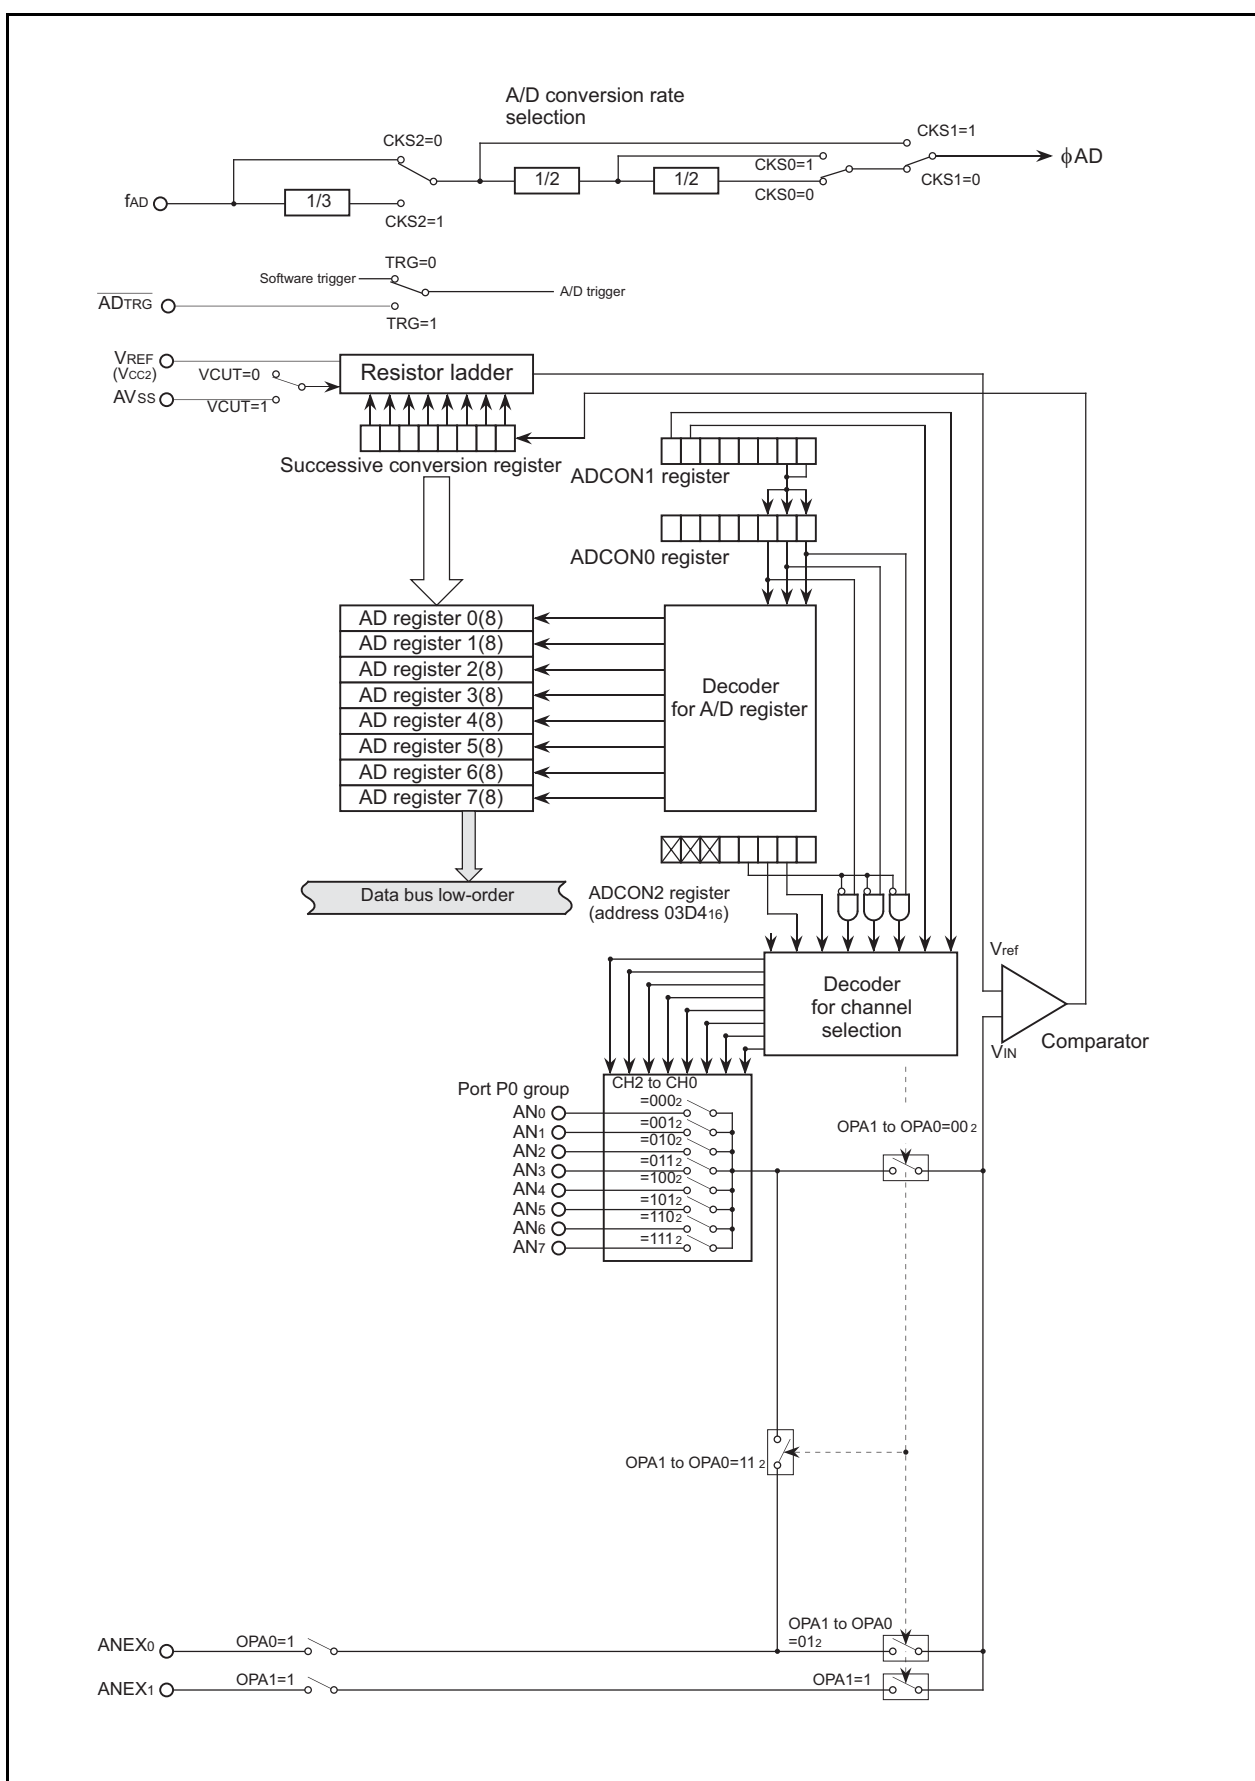 A/D conversion rate
selection
CKS2=0
CKS1=1
CKS0=1
φAD
fAD
1/3
1/2
1/2
CKS0=0
CKS1=0
CKS2=1
TRG=0
Software trigger
A/D trigger
ADTRG
TRG=1
VREF
(VCC2)
VCUT=0
Resistor ladder
AVSS
VCUT=1
Successive conversion register
ADCON1 register
ADCON0 register
AD register 0(8)
AD register 1(8)
AD register 2(8)
AD register 3(8)
AD register 4(8)
AD register 5(8)
AD register 6(8)
AD register 7(8)
Decoder
for A/D register
Data bus low-order
ADCON2 register
(address 03D416)
Vref
Decoder
for channel
selection
VIN
Comparator
Port P0 group
CH2 to CH0
AN0
=0002
AN1
=0012
AN2
=0102
AN3
=0112
AN4
=1002
AN5
=1012
AN6
=1102
AN7
=1112
OPA1 to OPA0=00 2
OPA1 to OPA0=11 2
ANEX0
OPA0=1
OPA1 to OPA0
=012
ANEX1
OPA1=1
OPA1=1